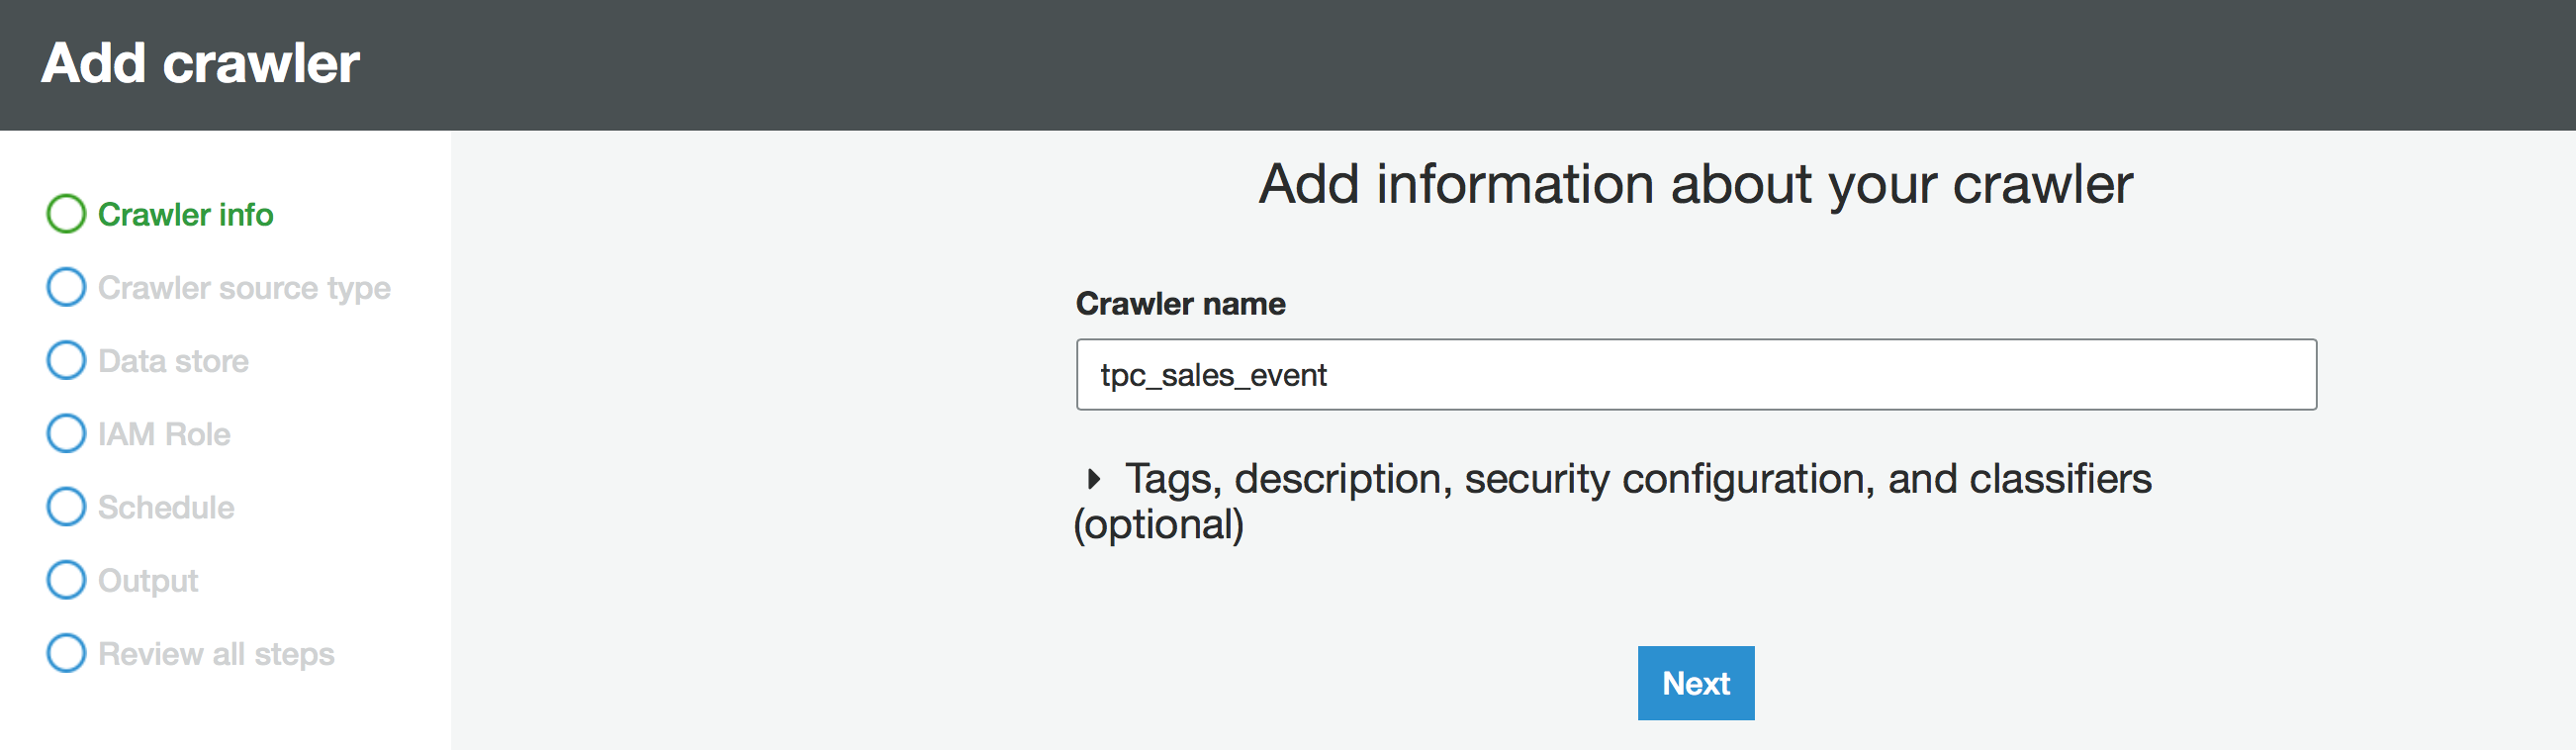 Add crawler
Crawler info
Crawler source type
Data store
IAM Role
Schedule
Output
Review all steps
Add information about your crawler
Crawler name
tpc_sales_event
Tags, description, security configuration, and classifiers
(optional)
Next